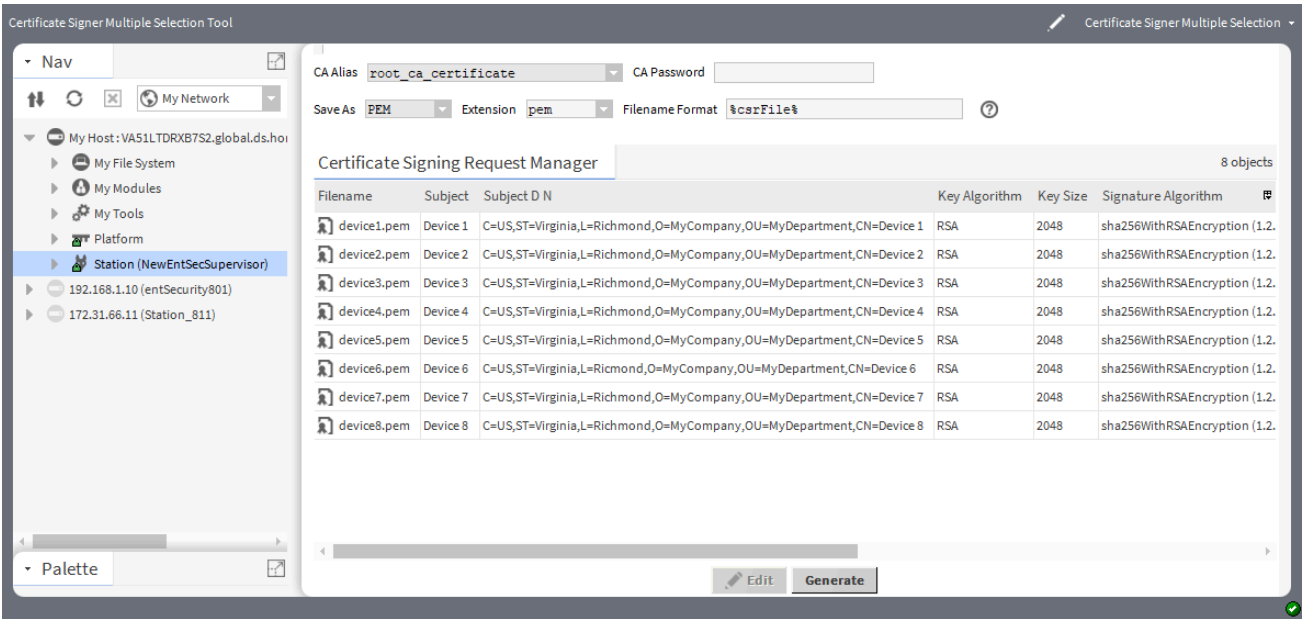 Certificate Signer Multiple Selection Tool
Certificate Signer Multiple Selection
Nav
My Network
My Host : VA51LTDRXB7S2.global.ds.hoi
My File System
My Modules
My Tools
Platform
Station (NewEntSecSupervisor)
192.168.1.10 (entSecurity801)
172.31.66.11 (Station_811)
Palette
CA Alias root_ca_certificate CA Password
Save As PEM Extension pem Filename Format %csrFile%
Certificate Signing Request Manager 8 objects
Filename Subject Subject D N Key Algorithm Key Size Signature Algorithm
device1.pem Device 1 C=US,ST=Virginia,L=Richmond,O=MyCompany,OU=MyDepartment,CN=Device 1 RSA 2048 sha256WithRSAEncryption (1.2.
device2.pem Device 2 C=US,ST=Virginia,L=Richmond,O=MyCompany,OU=MyDepartment,CN=Device 2 RSA 2048 sha256WithRSAEncryption (1.2.
device3.pem Device 3 C=US,ST=Virginia,L=Richmond,O=MyCompany,OU=MyDepartment,CN=Device 3 RSA 2048 sha256WithRSAEncryption (1.2.
device4.pem Device 4 C=US,ST=Virginia,L=Richmond,O=MyCompany,OU=MyDepartment,CN=Device 4 RSA 2048 sha256WithRSAEncryption (1.2.
device5.pem Device 5 C=US,ST=Virginia,L=Richmond,O=MyCompany,OU=MyDepartment,CN=Device 5 RSA 2048 sha256WithRSAEncryption (1.2.
device6.pem Device 6 C=US,ST=Virginia,L=Ricmond,O=MyCompany,OU=MyDepartment,CN=Device 6 RSA 2048 sha256WithRSAEncryption (1.2.
device7.pem Device 7 C=US,ST=Virginia,L=Richmond,O=MyCompany,OU=MyDepartment,CN=Device 7 RSA 2048 sha256WithRSAEncryption (1.2.
device8.pem Device 8 C=US,ST=Virginia,L=Richmond,O=MyCompany,OU=MyDepartment,CN=Device 8 RSA 2048 sha256WithRSAEncryption (1.2.
Edit Generate